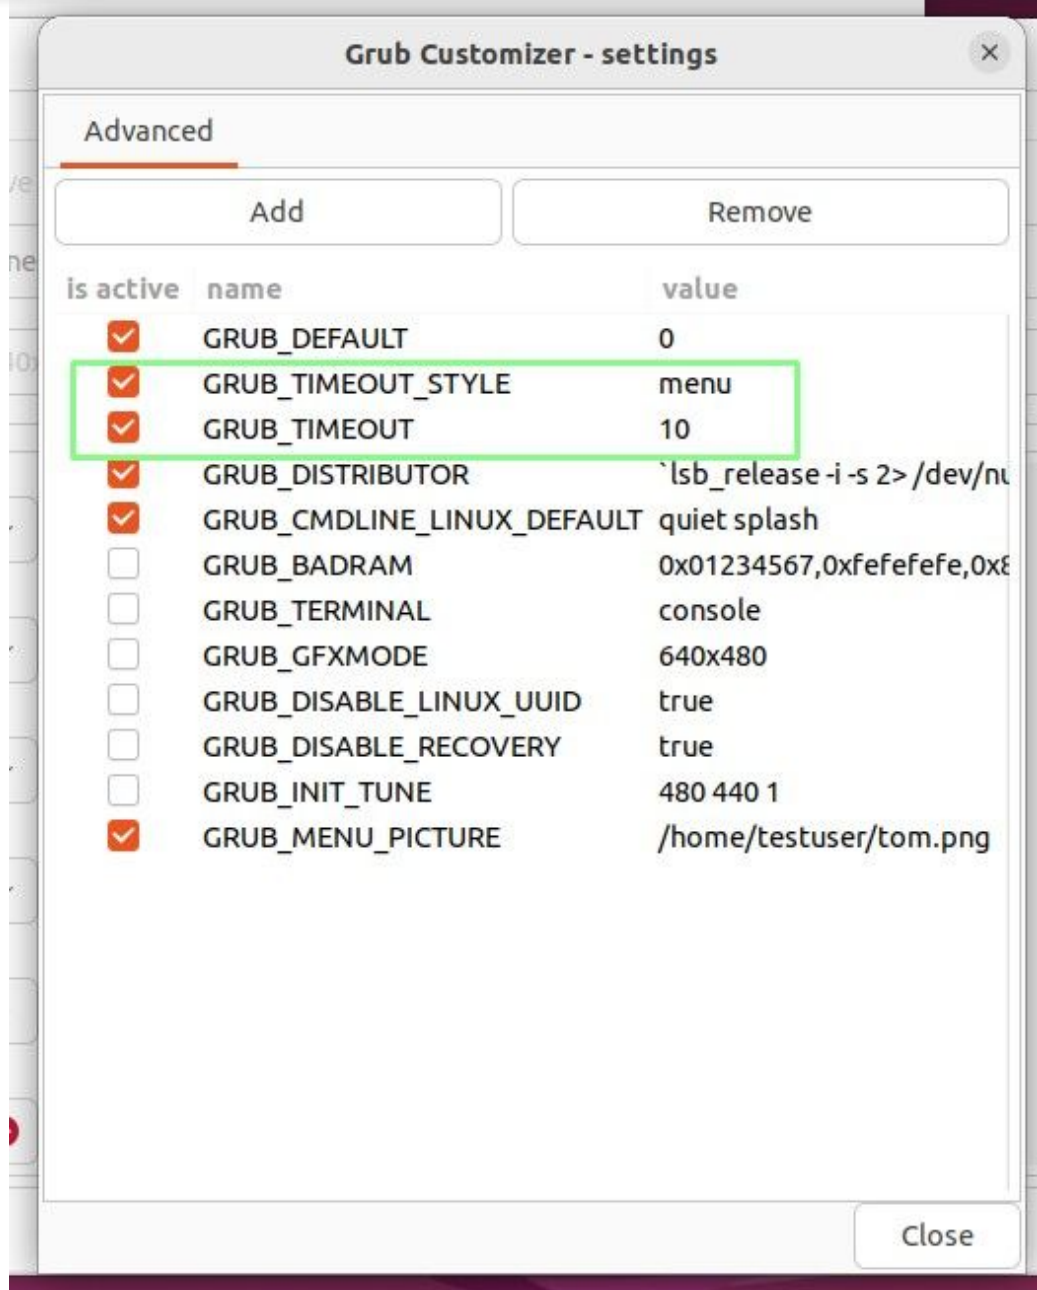 Grub Customizer - settings
Advanced
Add Remove
is active name value
GRUB_DEFAULT 0
GRUB_TIMEOUT_STYLE menu
GRUB_TIMEOUT 10
GRUB_DISTRIBUTOR `lsb_release -i -s 2> /dev/nu
GRUB_CMDLINE_LINUX_DEFAULT quiet splash
GRUB_BADRAM 0x01234567,0xfefefefe,0x8
GRUB_TERMINAL console
GRUB_GFXMODE 640x480
GRUB_DISABLE_LINUX_UUID true
GRUB_DISABLE_RECOVERY true
GRUB_INIT_TUNE 480 440 1
GRUB_MENU_PICTURE /home/testuser/tom.png
Close